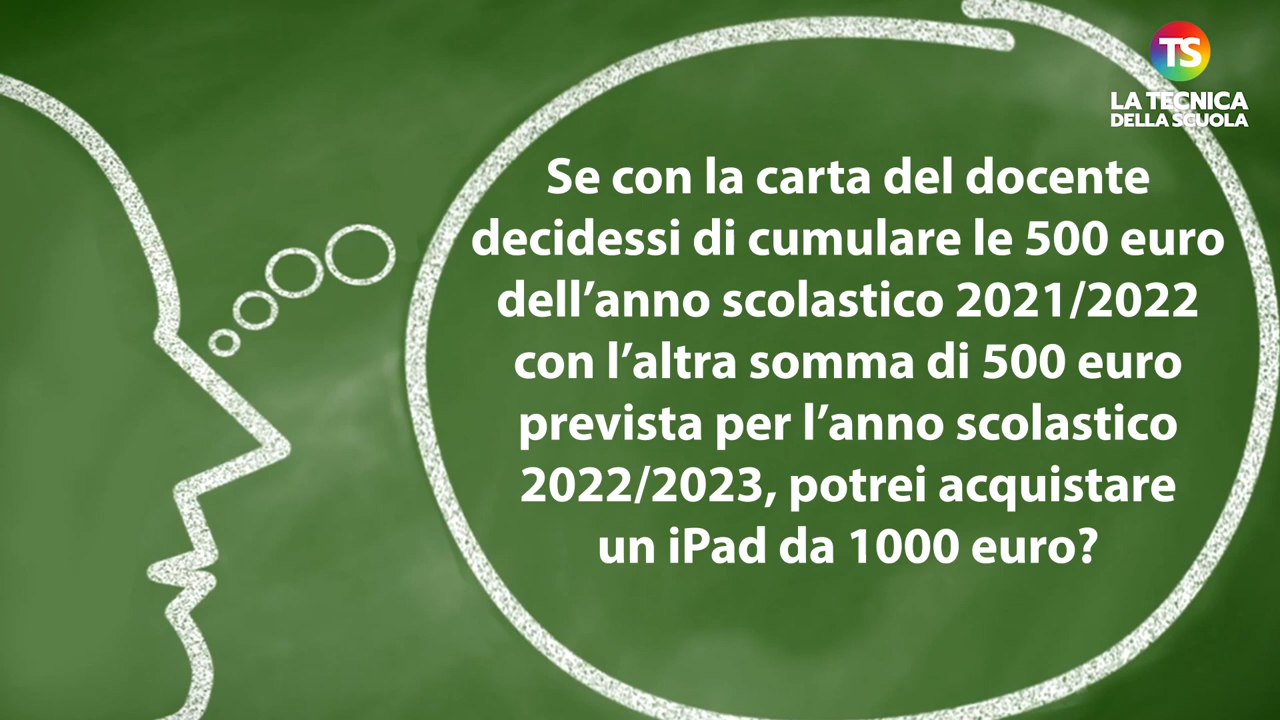 TS
LA TECNICA
DELLA SCUOLA
Se con la carta del docente
decidessi di cumulare le 500 euro
dell’anno scolastico 2021/2022
con l’altra somma di 500 euro
prevista per l’anno scolastico
2022/2023, potrei acquistare
un iPad da 1000 euro?